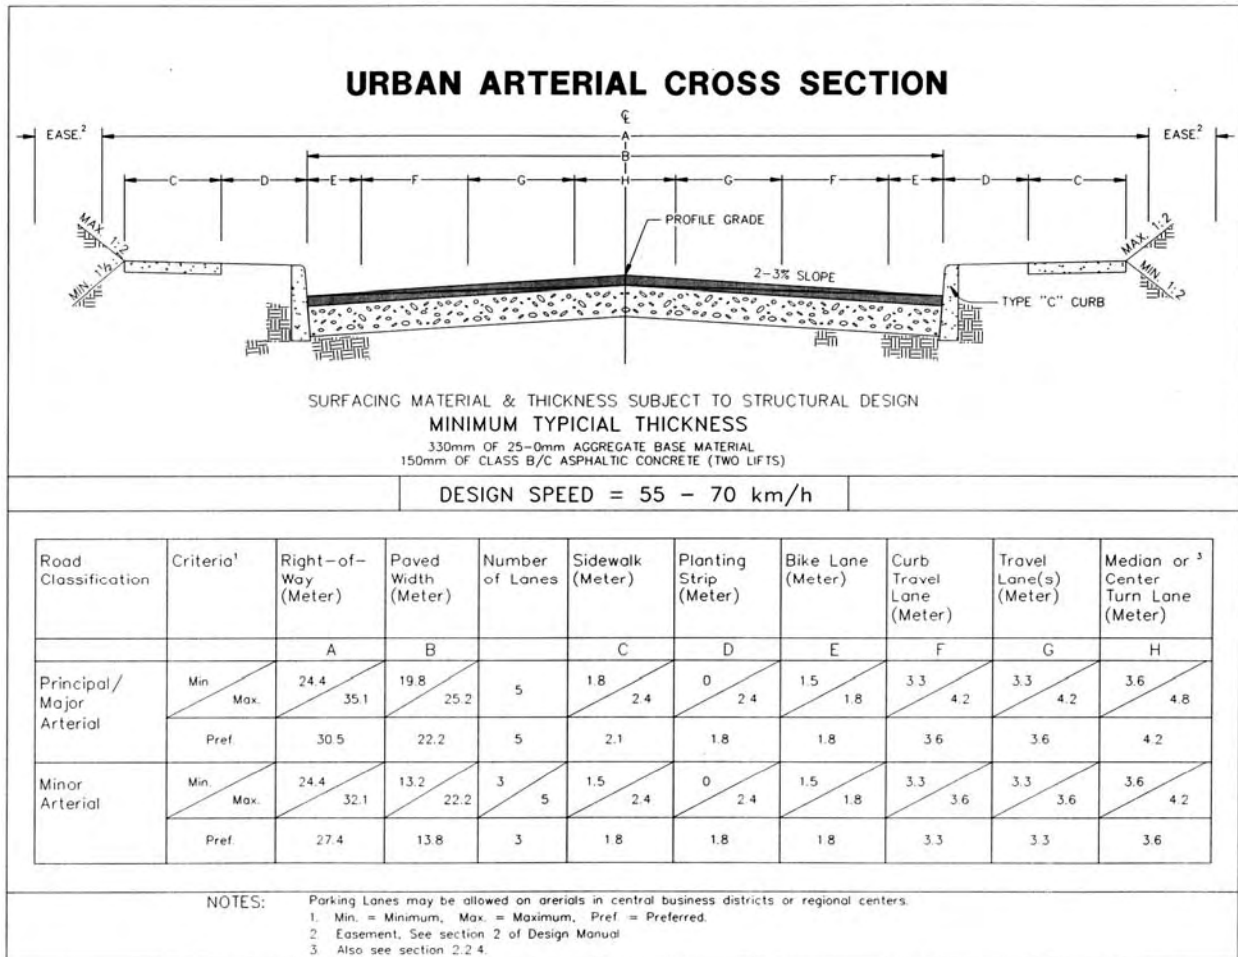 URBAN ARTERIAL CROSS SECTION
℄
EASE.² A EASE.²
B
C D E F G H G F E D C
PROFILE GRADE
MAX. 1:2
MIN. 1½:
2-3% SLOPE
MAX. 1:2
MIN. 1:2
TYPE "C" CURB
SURFACING MATERIAL & THICKNESS SUBJECT TO STRUCTURAL DESIGN
MINIMUM TYPICIAL THICKNESS
330mm OF 25-0mm AGGREGATE BASE MATERIAL
150mm OF CLASS B/C ASPHALTIC CONCRETE (TWO LIFTS)
DESIGN SPEED = 55 - 70 km/h
Road Classification Criteria¹ Right-of-Way (Meter) Paved Width (Meter) Number of Lanes Sidewalk (Meter) Planting Strip (Meter) Bike Lane (Meter) Curb Travel Lane (Meter) Travel Lane(s) (Meter) Median or ³ Center Turn Lane (Meter)
A B C D E F G H
Principal/ Major Arterial Min Max. 24.4 35.1 19.8 25.2 5 1.8 2.4 0 2.4 1.5 1.8 3.3 4.2 3.3 4.2 3.6 4.8
Pref. 30.5 22.2 5 2.1 1.8 1.8 3.6 3.6 4.2
Minor Arterial Min. Max. 24.4 32.1 13.2 22.2 3 5 1.5 2.4 0 2.4 1.5 1.8 3.3 3.6 3.3 3.6 3.6 4.2
Pref. 27.4 13.8 3 1.8 1.8 1.8 3.3 3.3 3.6
NOTES: Parking Lanes may be allowed on arerials in central business districts or regional centers.
1. Min. = Minimum, Max. = Maximum, Pref. = Preferred.
2 Easement, See section 2 of Design Manual
3. Also see section 2.2.4.